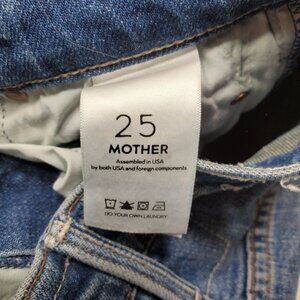 25
MOTHER
Assembled in USA
by both USA and foreign components
DO YOUR OWN LAUNDRY